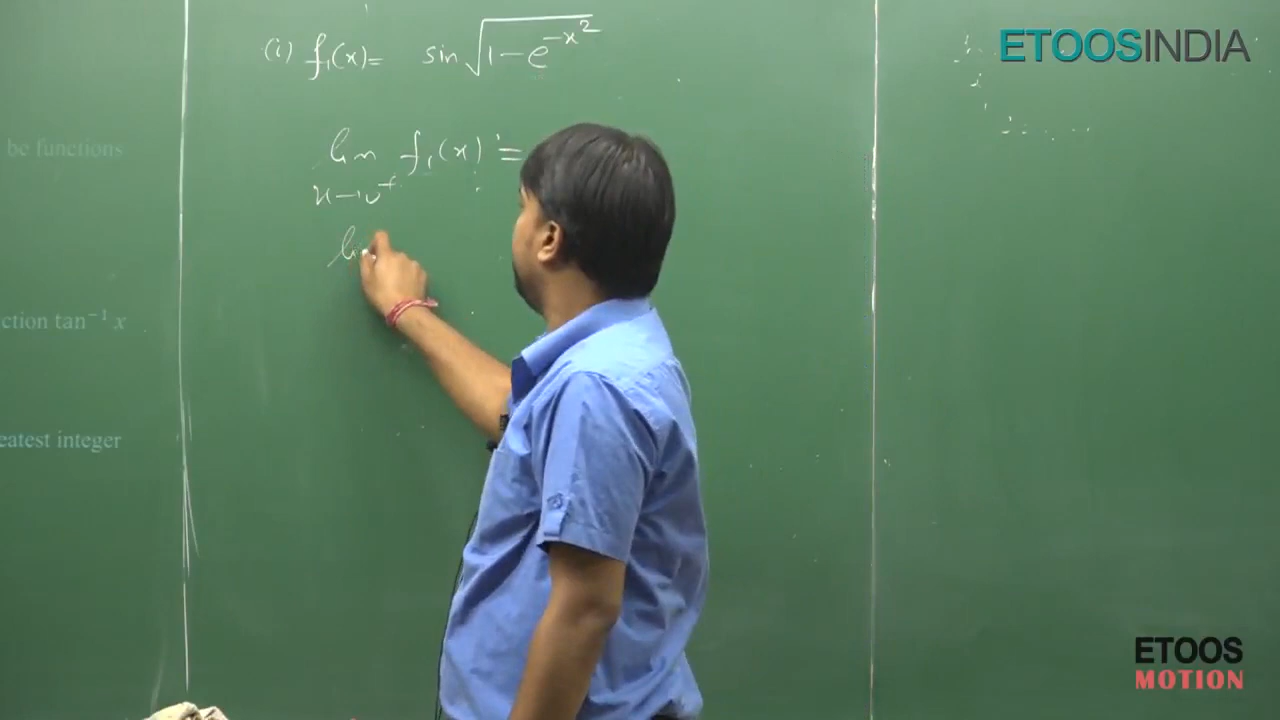 (i) f₁(x) = sin√(1−e^(−x²))
ETOOSINDIA
lim f₁(x) =
x→0⁺
li
be functions
ction tan⁻¹ x
eatest integer
ETOOS
MOTION